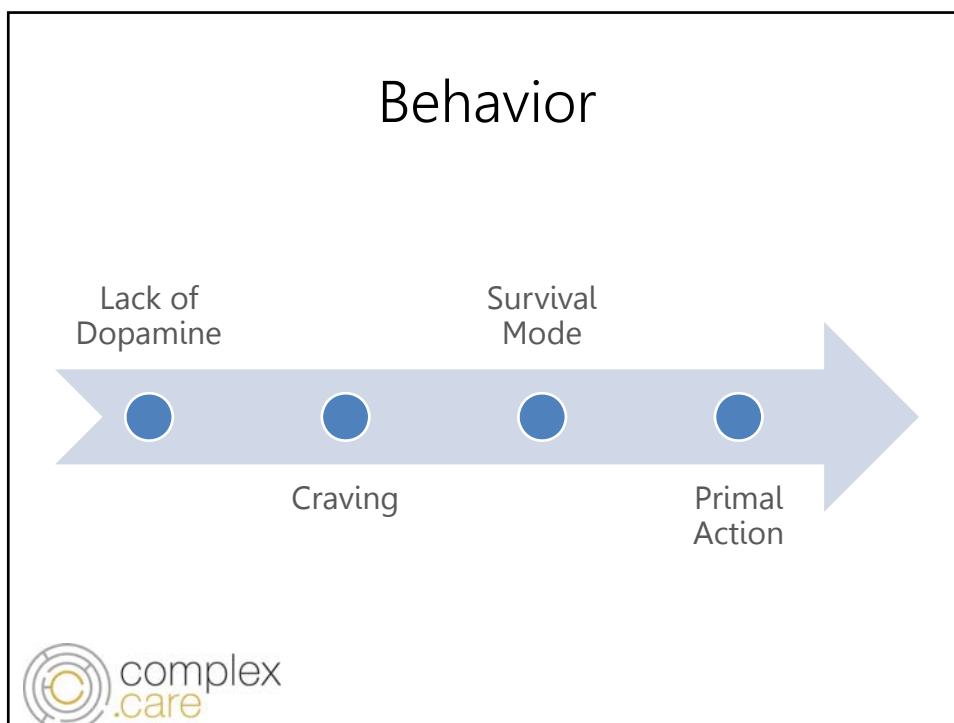 Behavior
Lack of
Dopamine
Craving
Survival
Mode
Primal
Action
complex
.care